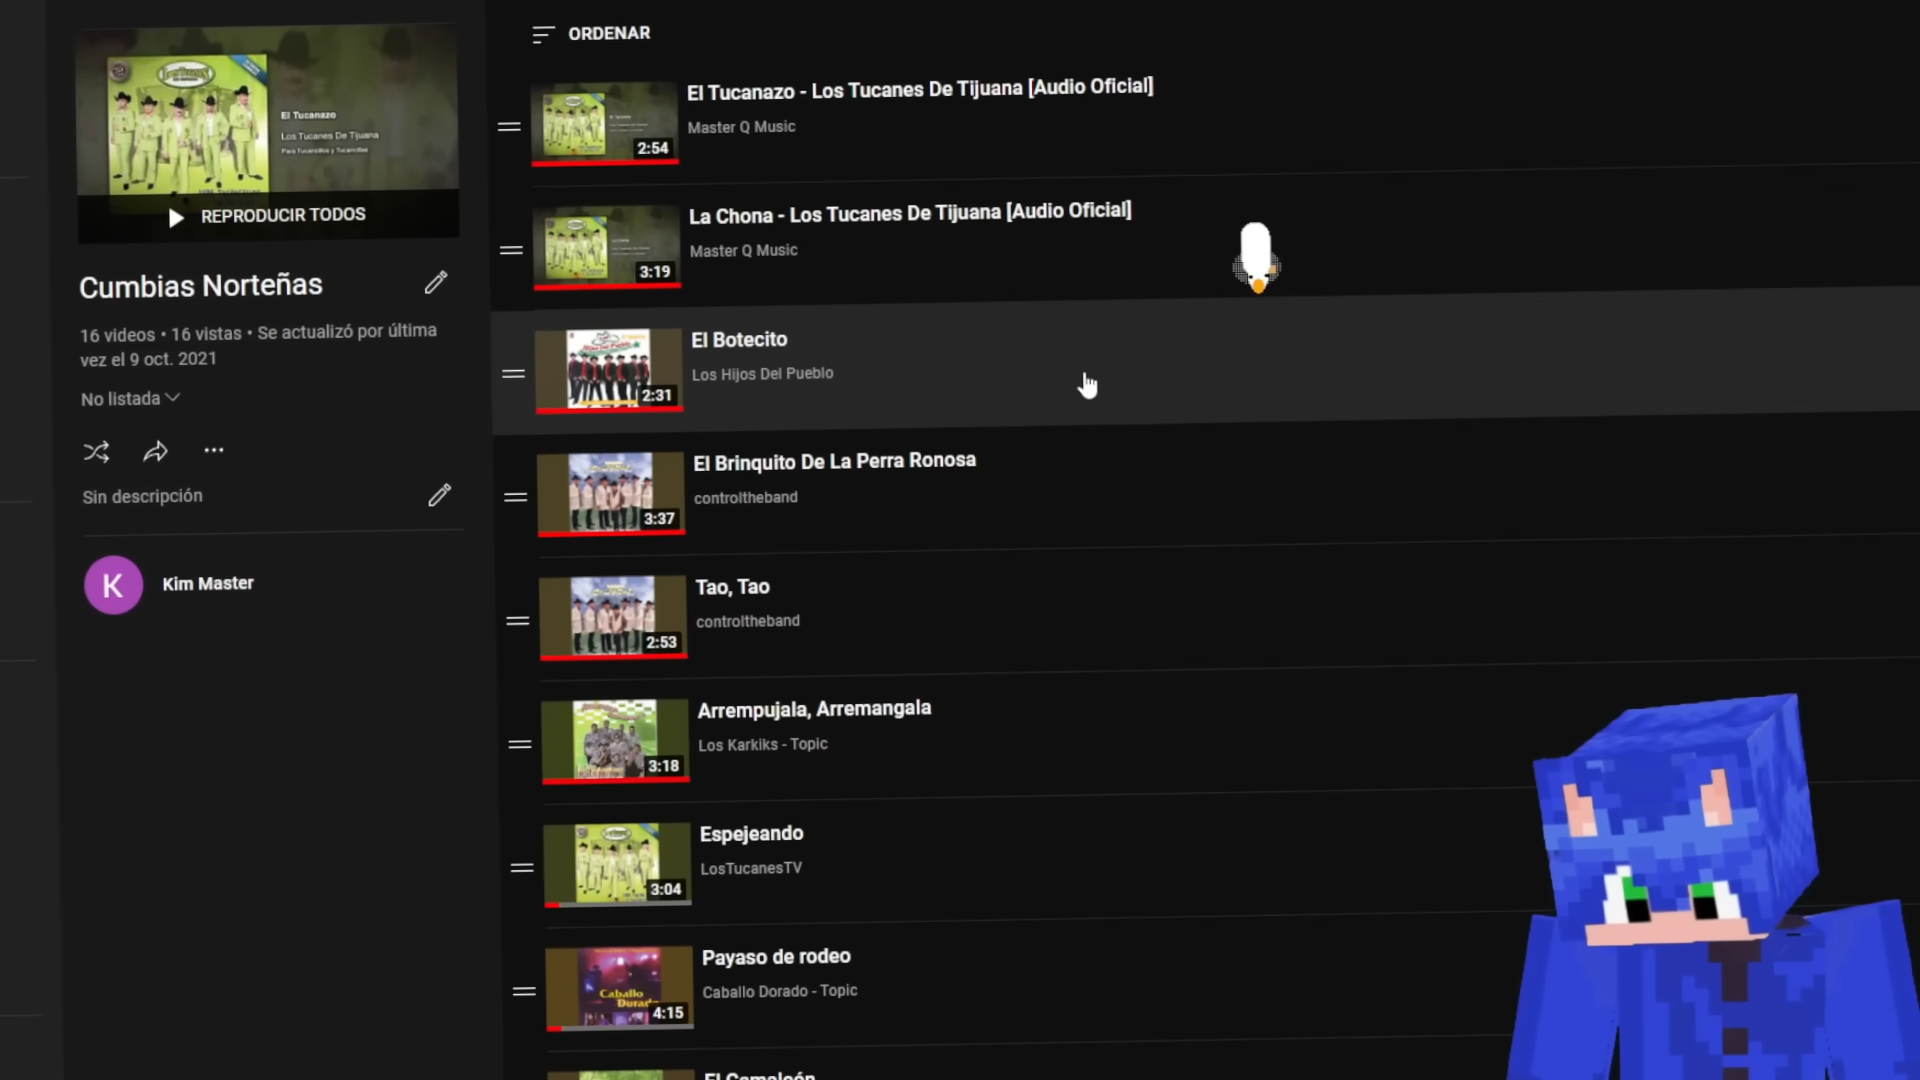 El Tucanazo
Los Tucanes De Tijuana
Para Tucancillos y Tucancillas
REPRODUCIR TODOS
Cumbias Norteñas
16 videos • 16 vistas • Se actualizó por última
vez el 9 oct. 2021
No listada
Sin descripción
K
Kim Master
ORDENAR
El Tucanazo - Los Tucanes De Tijuana [Audio Oficial]
Master Q Music
2:54
La Chona - Los Tucanes De Tijuana [Audio Oficial]
Master Q Music
3:19
El Botecito
Los Hijos Del Pueblo
2:31
El Brinquito De La Perra Ronosa
controltheband
3:37
Tao, Tao
controltheband
2:53
Arrempujala, Arremangala
Los Karkiks - Topic
3:18
Espejeando
LosTucanesTV
3:04
Payaso de rodeo
Caballo Dorado - Topic
Caballo
Dorado
4:15
El Camaleón